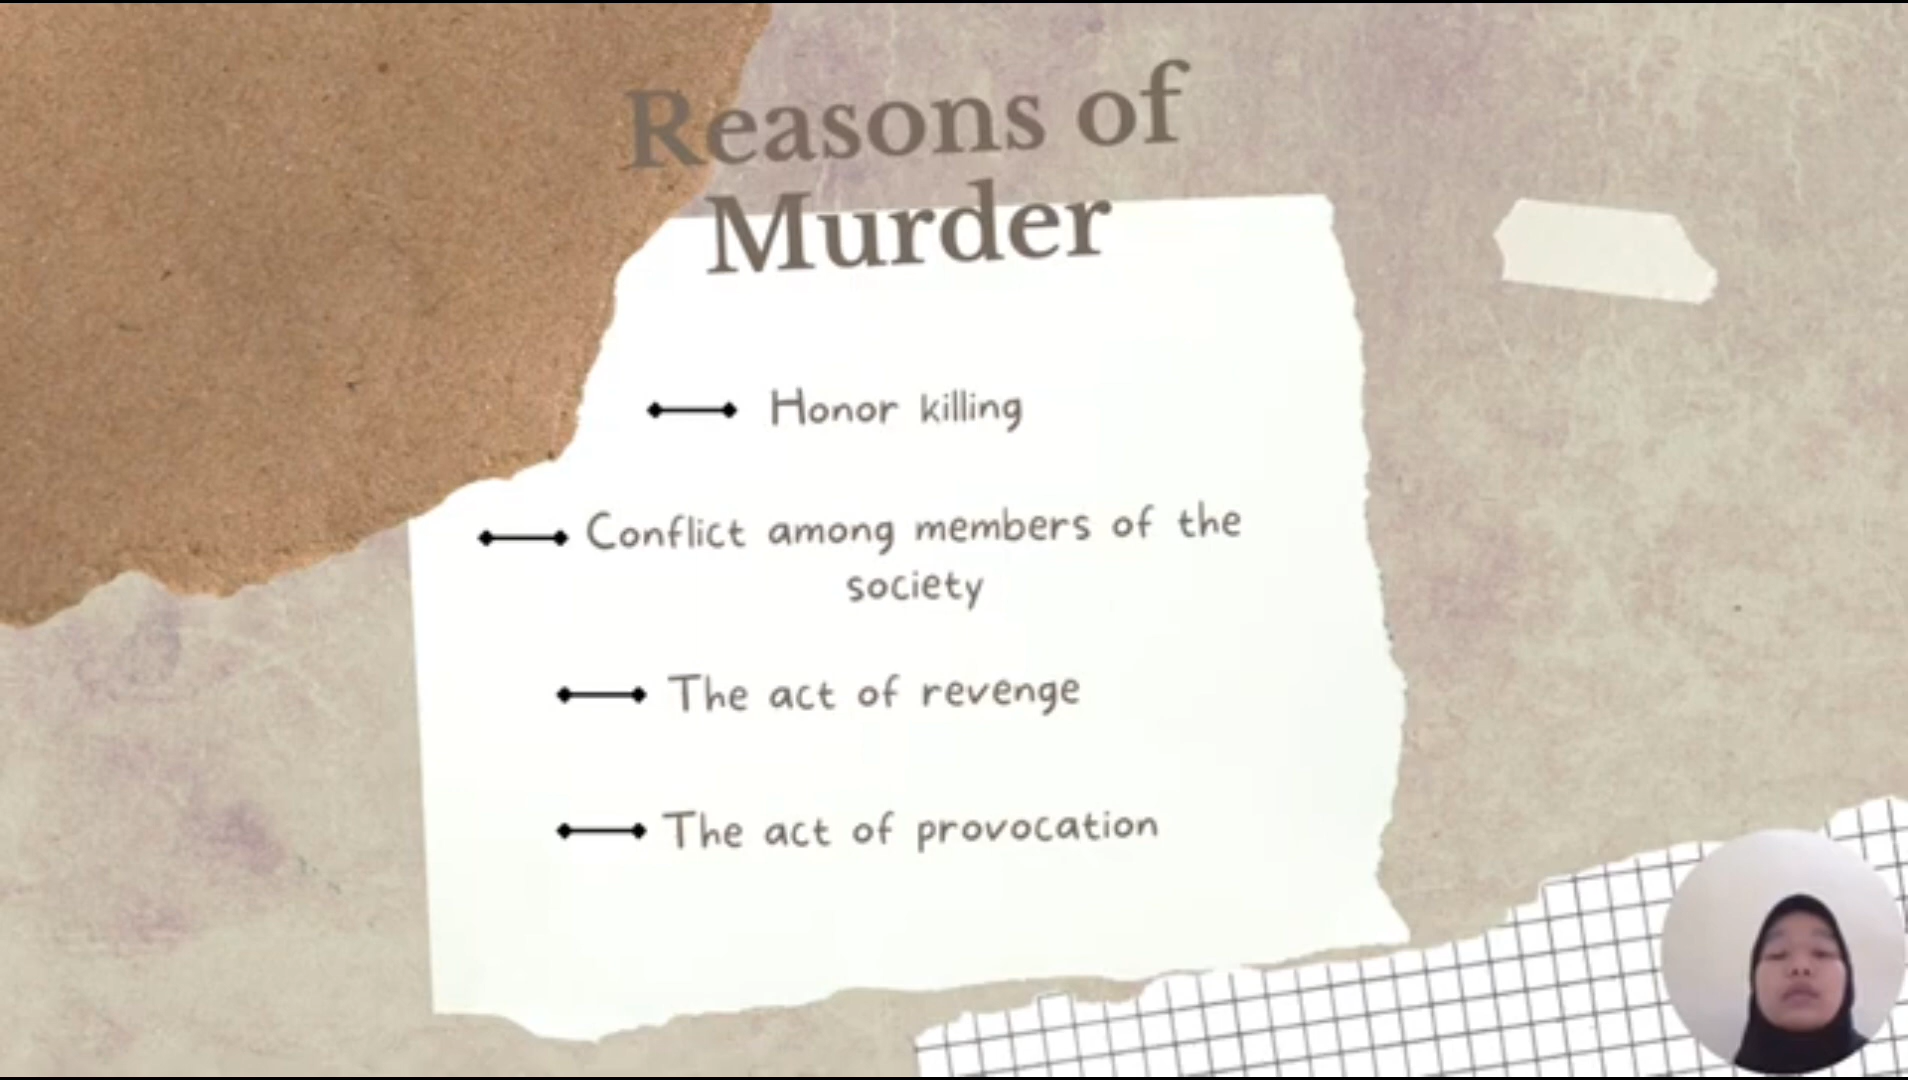 Reasons of
Murder
Honor killing
Conflict among members of the
society
The act of revenge
The act of provocation